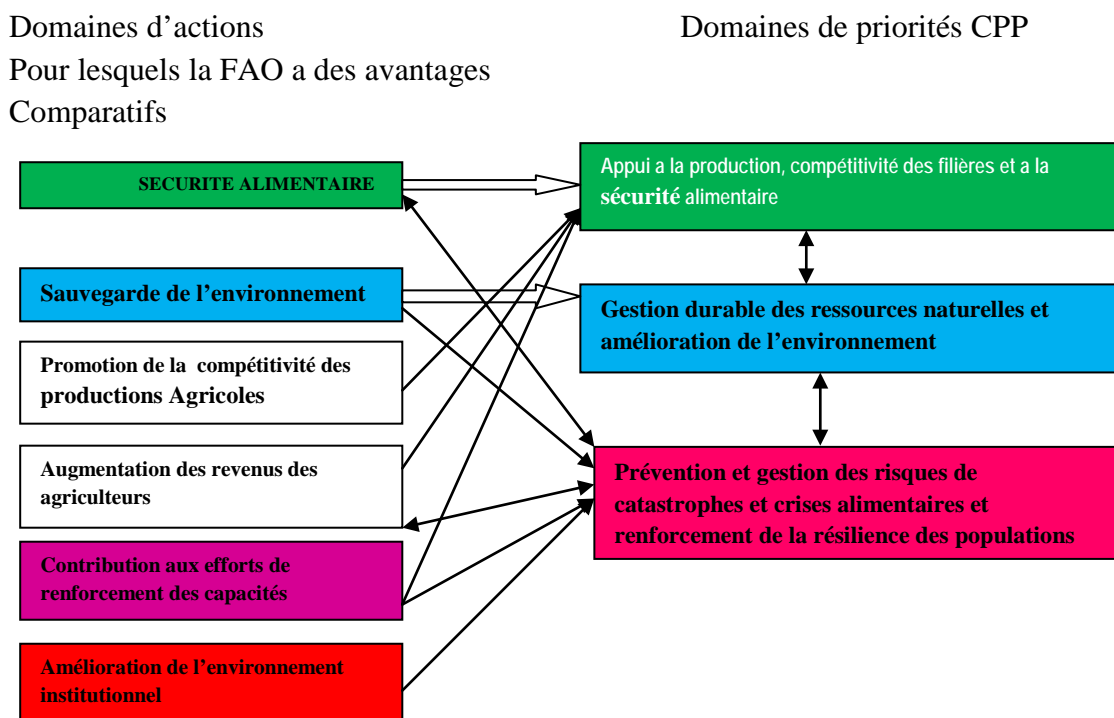 Domaines d’actions
Pour lesquels la FAO a des avantages
Comparatifs
Domaines de priorités CPP
SECURITE ALIMENTAIRE
Sauvegarde de l’environnement
Promotion de la compétitivité des
productions Agricoles
Augmentation des revenus des
agriculteurs
Contribution aux efforts de
renforcement des capacités
Amélioration de l’environnement
institutionnel
Appui a la production, compétitivité des filières et a la
sécurité alimentaire
Gestion durable des ressources naturelles et
amélioration de l’environnement
Prévention et gestion des risques de
catastrophes et crises alimentaires et
renforcement de la résilience des populations